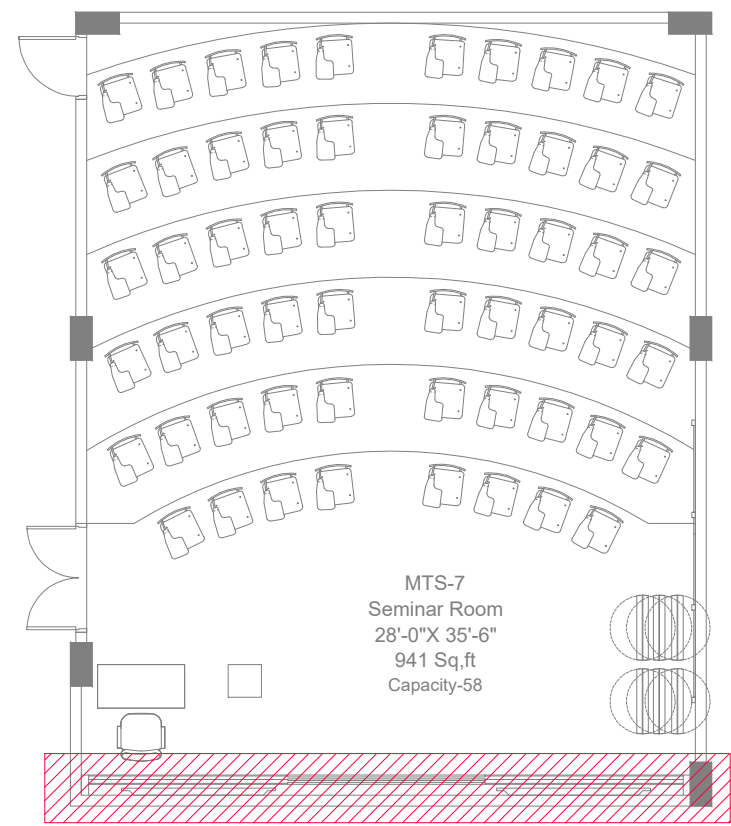 MTS-7
Seminar Room
28'-0"X 35'-6"
941 Sq,ft
Capacity-58